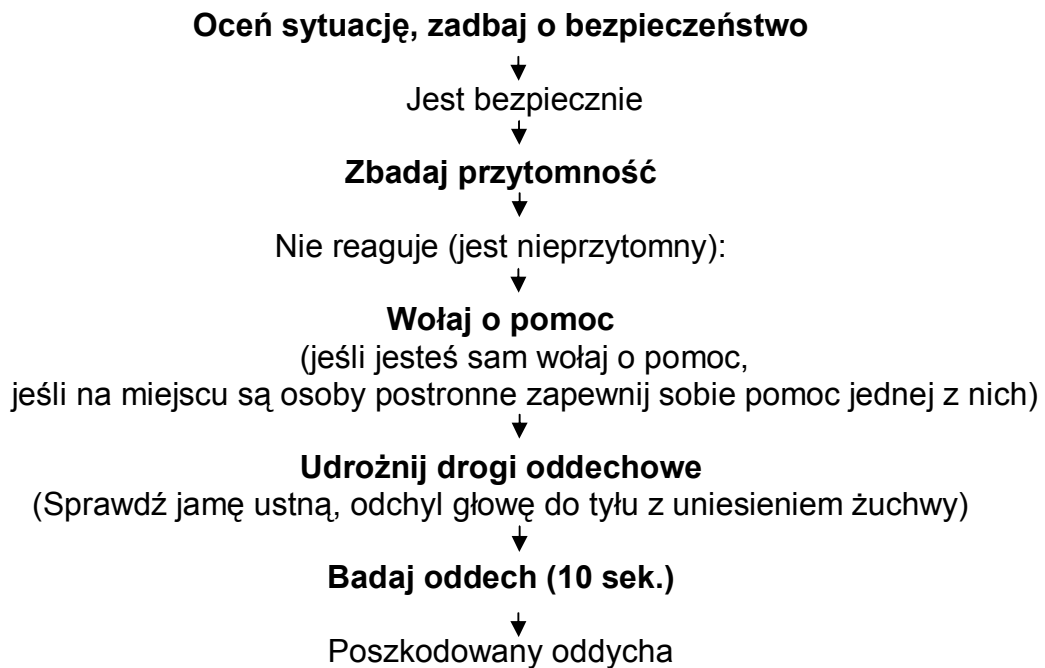 Oceń sytuację, zadbaj o bezpieczeństwo
Jest bezpiecznie
Zbadaj przytomność
Nie reaguje (jest nieprzytomny):
Wołaj o pomoc
(jeśli jesteś sam wołaj o pomoc,
jeśli na miejscu są osoby postronne zapewnij sobie pomoc jednej z nich)
Udrożnij drogi oddechowe
(Sprawdź jamę ustną, odchyl głowę do tyłu z uniesieniem żuchwy)
Badaj oddech (10 sek.)
Poszkodowany oddycha